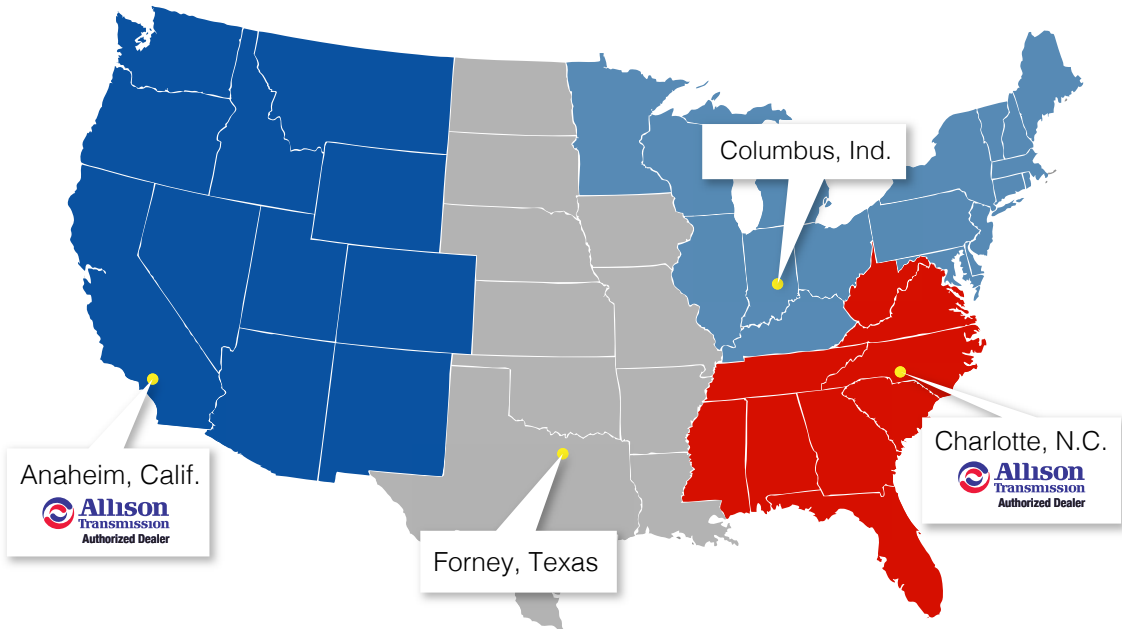 Columbus, Ind.
Anaheim, Calif.
Allison
Transmission
Authorized Dealer
Charlotte, N.C.
Allison
Transmission
Authorized Dealer
Forney, Texas